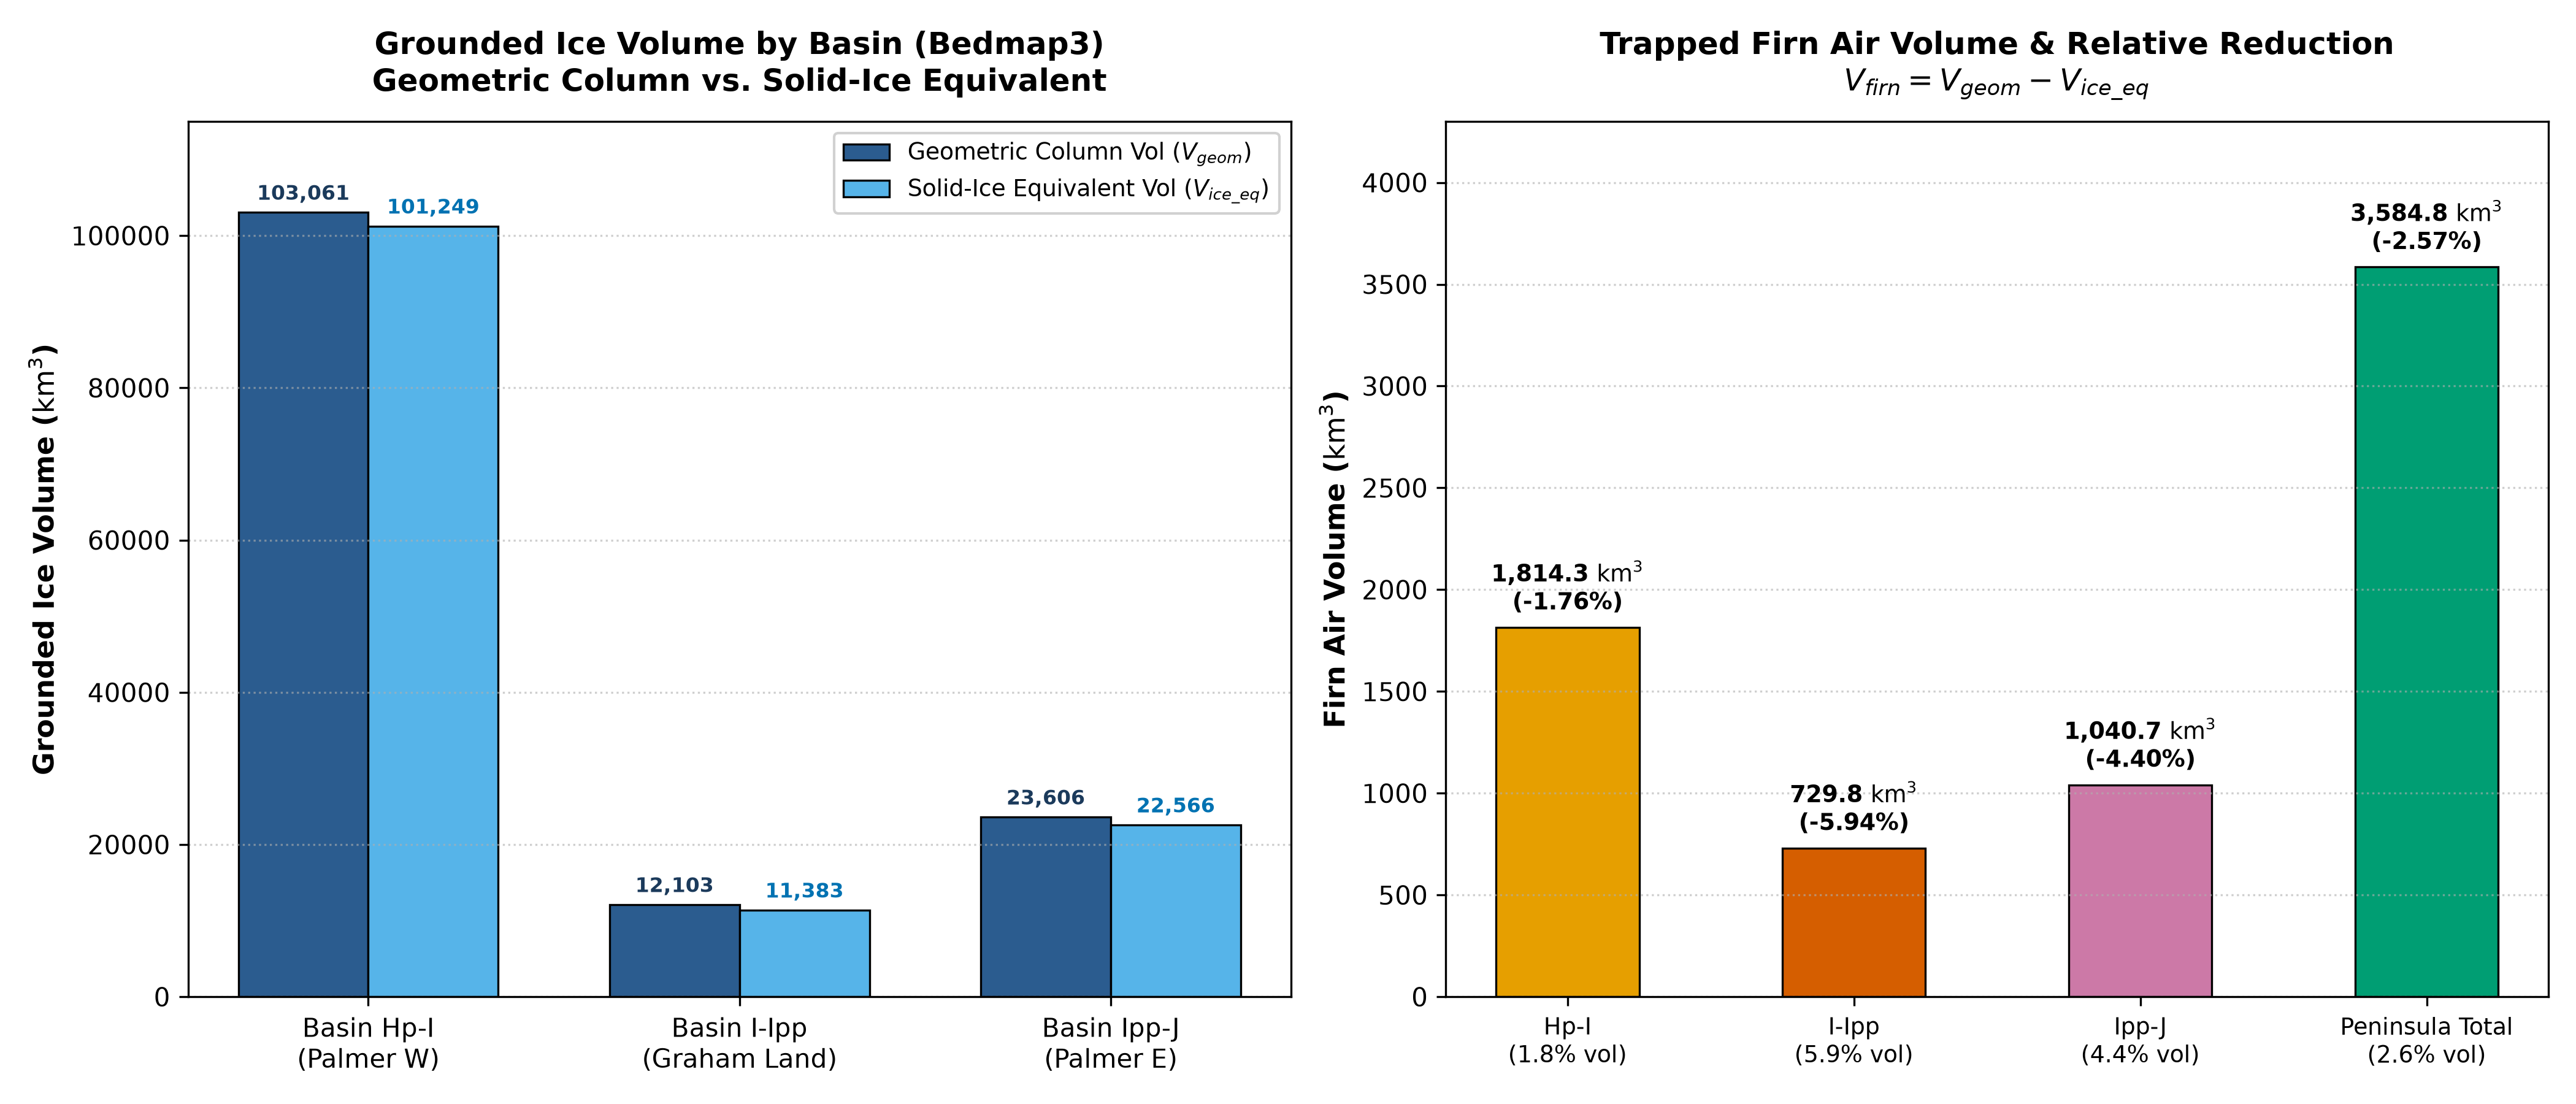 Grounded Ice Volume by Basin (Bedmap3)
Geometric Column vs. Solid-Ice Equivalent
Geometric Column Vol (V_geom)
Solid-Ice Equivalent Vol (V_ice_eq)
Grounded Ice Volume (km³)
100000
80000
60000
40000
20000
0
103,061
101,249
12,103
11,383
23,606
22,566
Basin Hp-I
(Palmer W)
Basin I-Ipp
(Graham Land)
Basin Ipp-J
(Palmer E)
Trapped Firn Air Volume & Relative Reduction
V_firn = V_geom − V_ice_eq
Firn Air Volume (km³)
4000
3500
3000
2500
2000
1500
1000
500
0
1,814.3 km³
(-1.76%)
729.8 km³
(-5.94%)
1,040.7 km³
(-4.40%)
3,584.8 km³
(-2.57%)
Hp-I
(1.8% vol)
I-Ipp
(5.9% vol)
Ipp-J
(4.4% vol)
Peninsula Total
(2.6% vol)